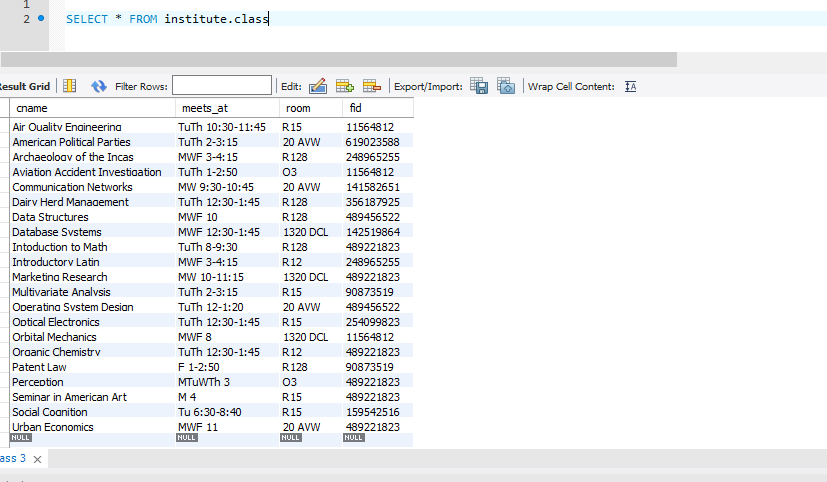 1
2 SELECT * FROM institute.class
esult Grid Filter Rows: Edit: Export/Import: Wrap Cell Content:
cname meets_at room fid
Air Quality Engineering TuTh 10:30-11:45 R15 11564812
American Political Parties TuTh 2-3:15 20 AVW 619023588
Archaeology of the Incas MWF 3-4:15 R128 248965255
Aviation Accident Investigation TuTh 1-2:50 O3 11564812
Communication Networks MW 9:30-10:45 20 AVW 141582651
Dairy Herd Management TuTh 12:30-1:45 R128 356187925
Data Structures MWF 10 R128 489456522
Database Systems MWF 12:30-1:45 1320 DCL 142519864
Intoduction to Math TuTh 8-9:30 R128 489221823
Introductory Latin MWF 3-4:15 R12 248965255
Marketing Research MW 10-11:15 1320 DCL 489221823
Multivariate Analysis TuTh 2-3:15 R15 90873519
Operating System Design TuTh 12-1:20 20 AVW 489456522
Optical Electronics TuTh 12:30-1:45 R15 254099823
Orbital Mechanics MWF 8 1320 DCL 11564812
Organic Chemistry TuTh 12:30-1:45 R12 489221823
Patent Law F 1-2:50 R128 90873519
Perception MTuWTh 3 O3 489221823
Seminar in American Art M 4 R15 489221823
Social Cognition Tu 6:30-8:40 R15 159542516
Urban Economics MWF 11 20 AVW 489221823
NULL NULL NULL NULL
ass 3